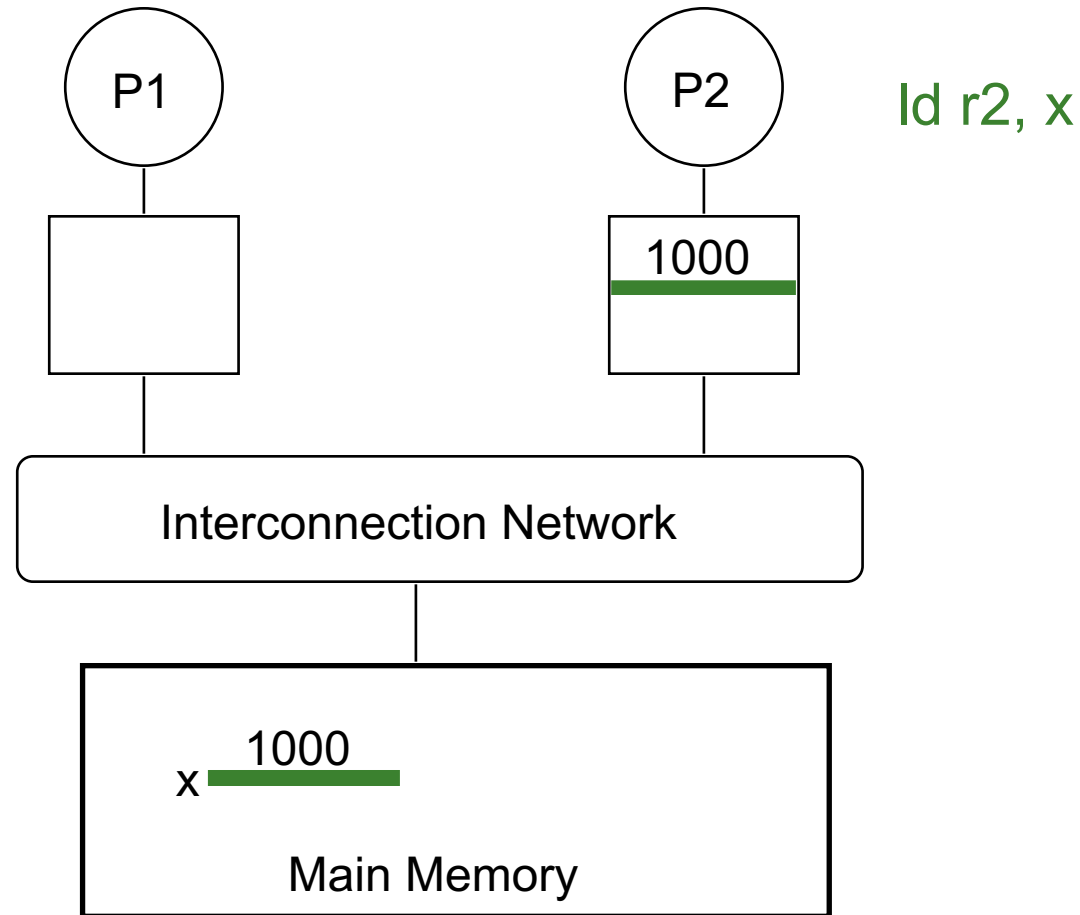 P1
P2
ld r2, x
1000
Interconnection Network
1000
x
Main Memory